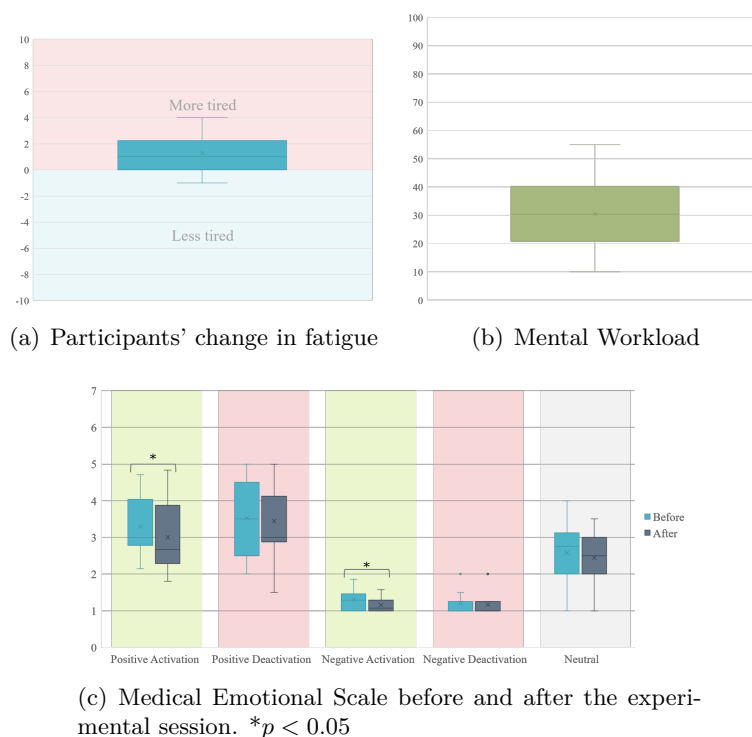 10
8
6
4
2
0
-2
-4
-6
-8
-10
More tired
Less tired
(a) Participants' change in fatigue
100
90
80
70
60
50
40
30
20
10
0
(b) Mental Workload
7
6
5
4
3
2
1
0
*
*
Positive Activation
Positive Deactivation
Negative Activation
Negative Deactivation
Neutral
Before
After
(c) Medical Emotional Scale before and after the experi-
mental session. *p < 0.05